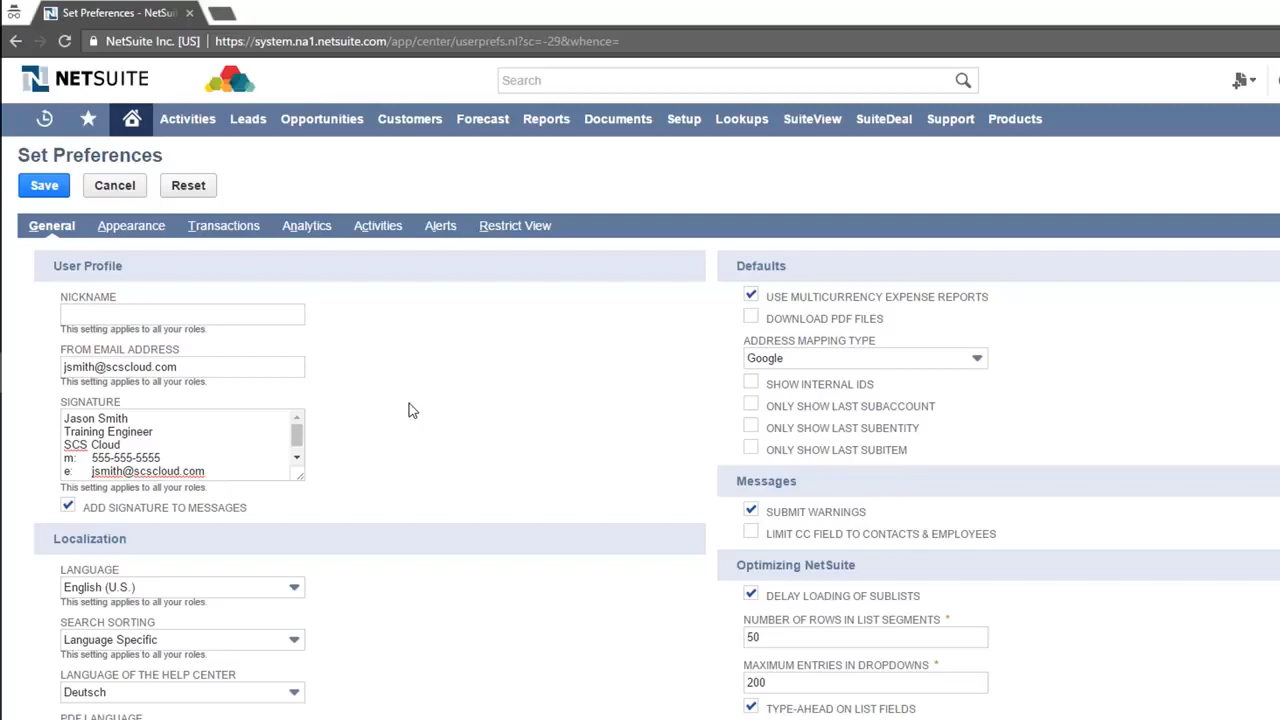 Set Preferences - NetSui
NetSuite Inc. [US] | https://system.na1.netsuite.com/app/center/userprefs.nl?sc=-29&whence=
NETSUITE
Search
Activities Leads Opportunities Customers Forecast Reports Documents Setup Lookups SuiteView SuiteDeal Support Products
Set Preferences
Save Cancel Reset
General Appearance Transactions Analytics Activities Alerts Restrict View
User Profile
NICKNAME
This setting applies to all your roles.
FROM EMAIL ADDRESS
jsmith@scscloud.com
This setting applies to all your roles.
SIGNATURE
Jason Smith
Training Engineer
SCS Cloud
m: 555-555-5555
e: jsmith@scscloud.com
This setting applies to all your roles.
ADD SIGNATURE TO MESSAGES
Localization
LANGUAGE
English (U.S.)
This setting applies to all your roles.
SEARCH SORTING
Language Specific
This setting applies to all your roles.
LANGUAGE OF THE HELP CENTER
Deutsch
PDF LANGUAGE
Defaults
USE MULTICURRENCY EXPENSE REPORTS
DOWNLOAD PDF FILES
ADDRESS MAPPING TYPE
Google
SHOW INTERNAL IDS
ONLY SHOW LAST SUBACCOUNT
ONLY SHOW LAST SUBENTITY
ONLY SHOW LAST SUBITEM
Messages
SUBMIT WARNINGS
LIMIT CC FIELD TO CONTACTS & EMPLOYEES
Optimizing NetSuite
DELAY LOADING OF SUBLISTS
NUMBER OF ROWS IN LIST SEGMENTS *
50
MAXIMUM ENTRIES IN DROPDOWNS *
200
TYPE-AHEAD ON LIST FIELDS